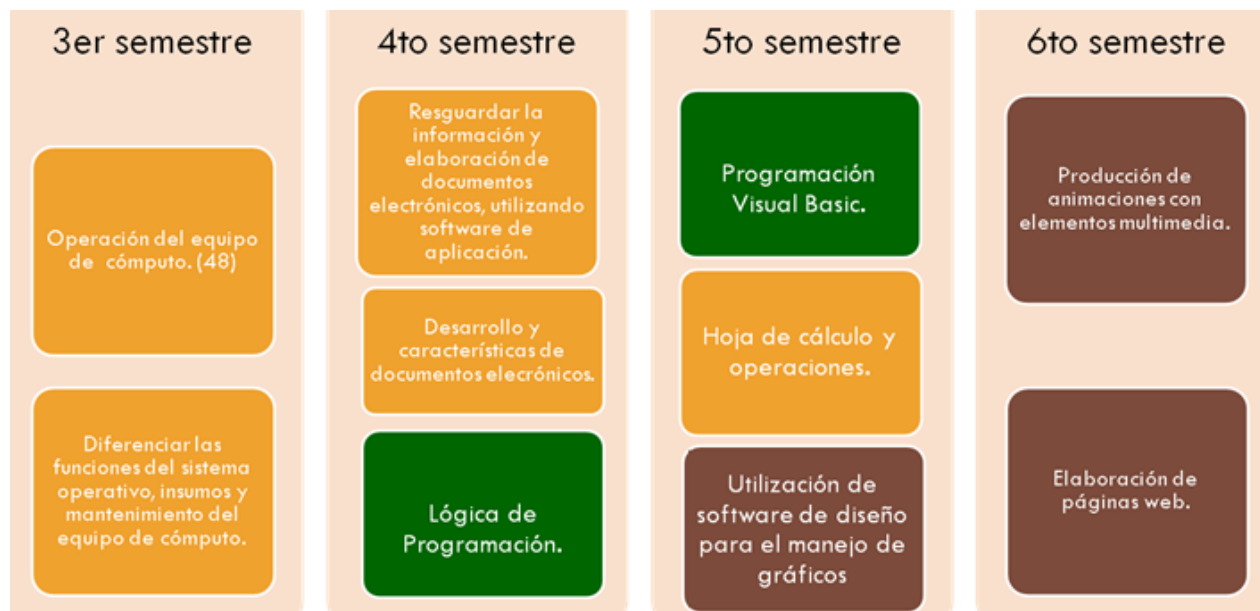 3er semestre
Operación del equipo
de cómputo. (48)
Diferenciar las
funciones del sistema
operativo, insumos y
mantenimiento del
equipo de cómputo.
4to semestre
Resguardar la
información y
elaboración de
documentos
electrónicos, utilizando
software de
aplicación.
Desarrollo y
características de
documentos elecrónicos.
Lógica de
Programación.
5to semestre
Programación
Visual Basic.
Hoja de cálculo y
operaciones.
Utilización de
software de diseño
para el manejo de
gráficos
6to semestre
Producción de
animaciones con
elementos multimedia.
Elaboración de
páginas web.